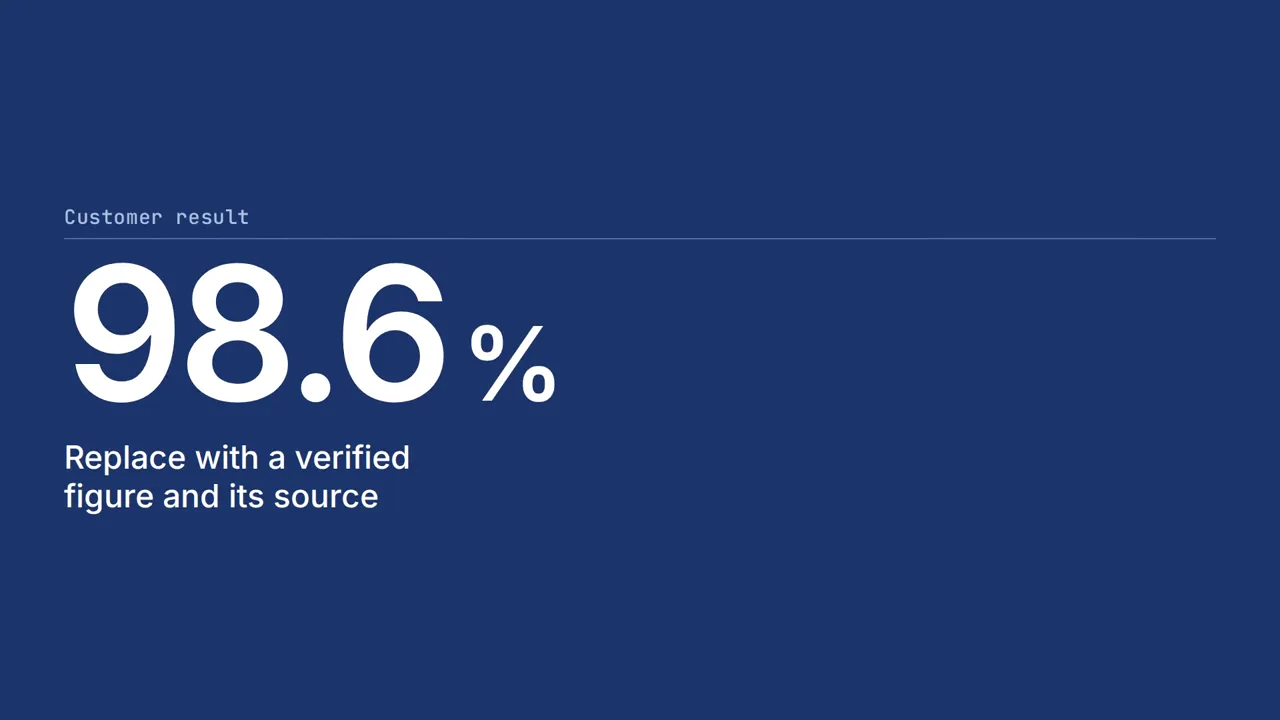 Customer result
98.6%
Replace with a verified
figure and its source